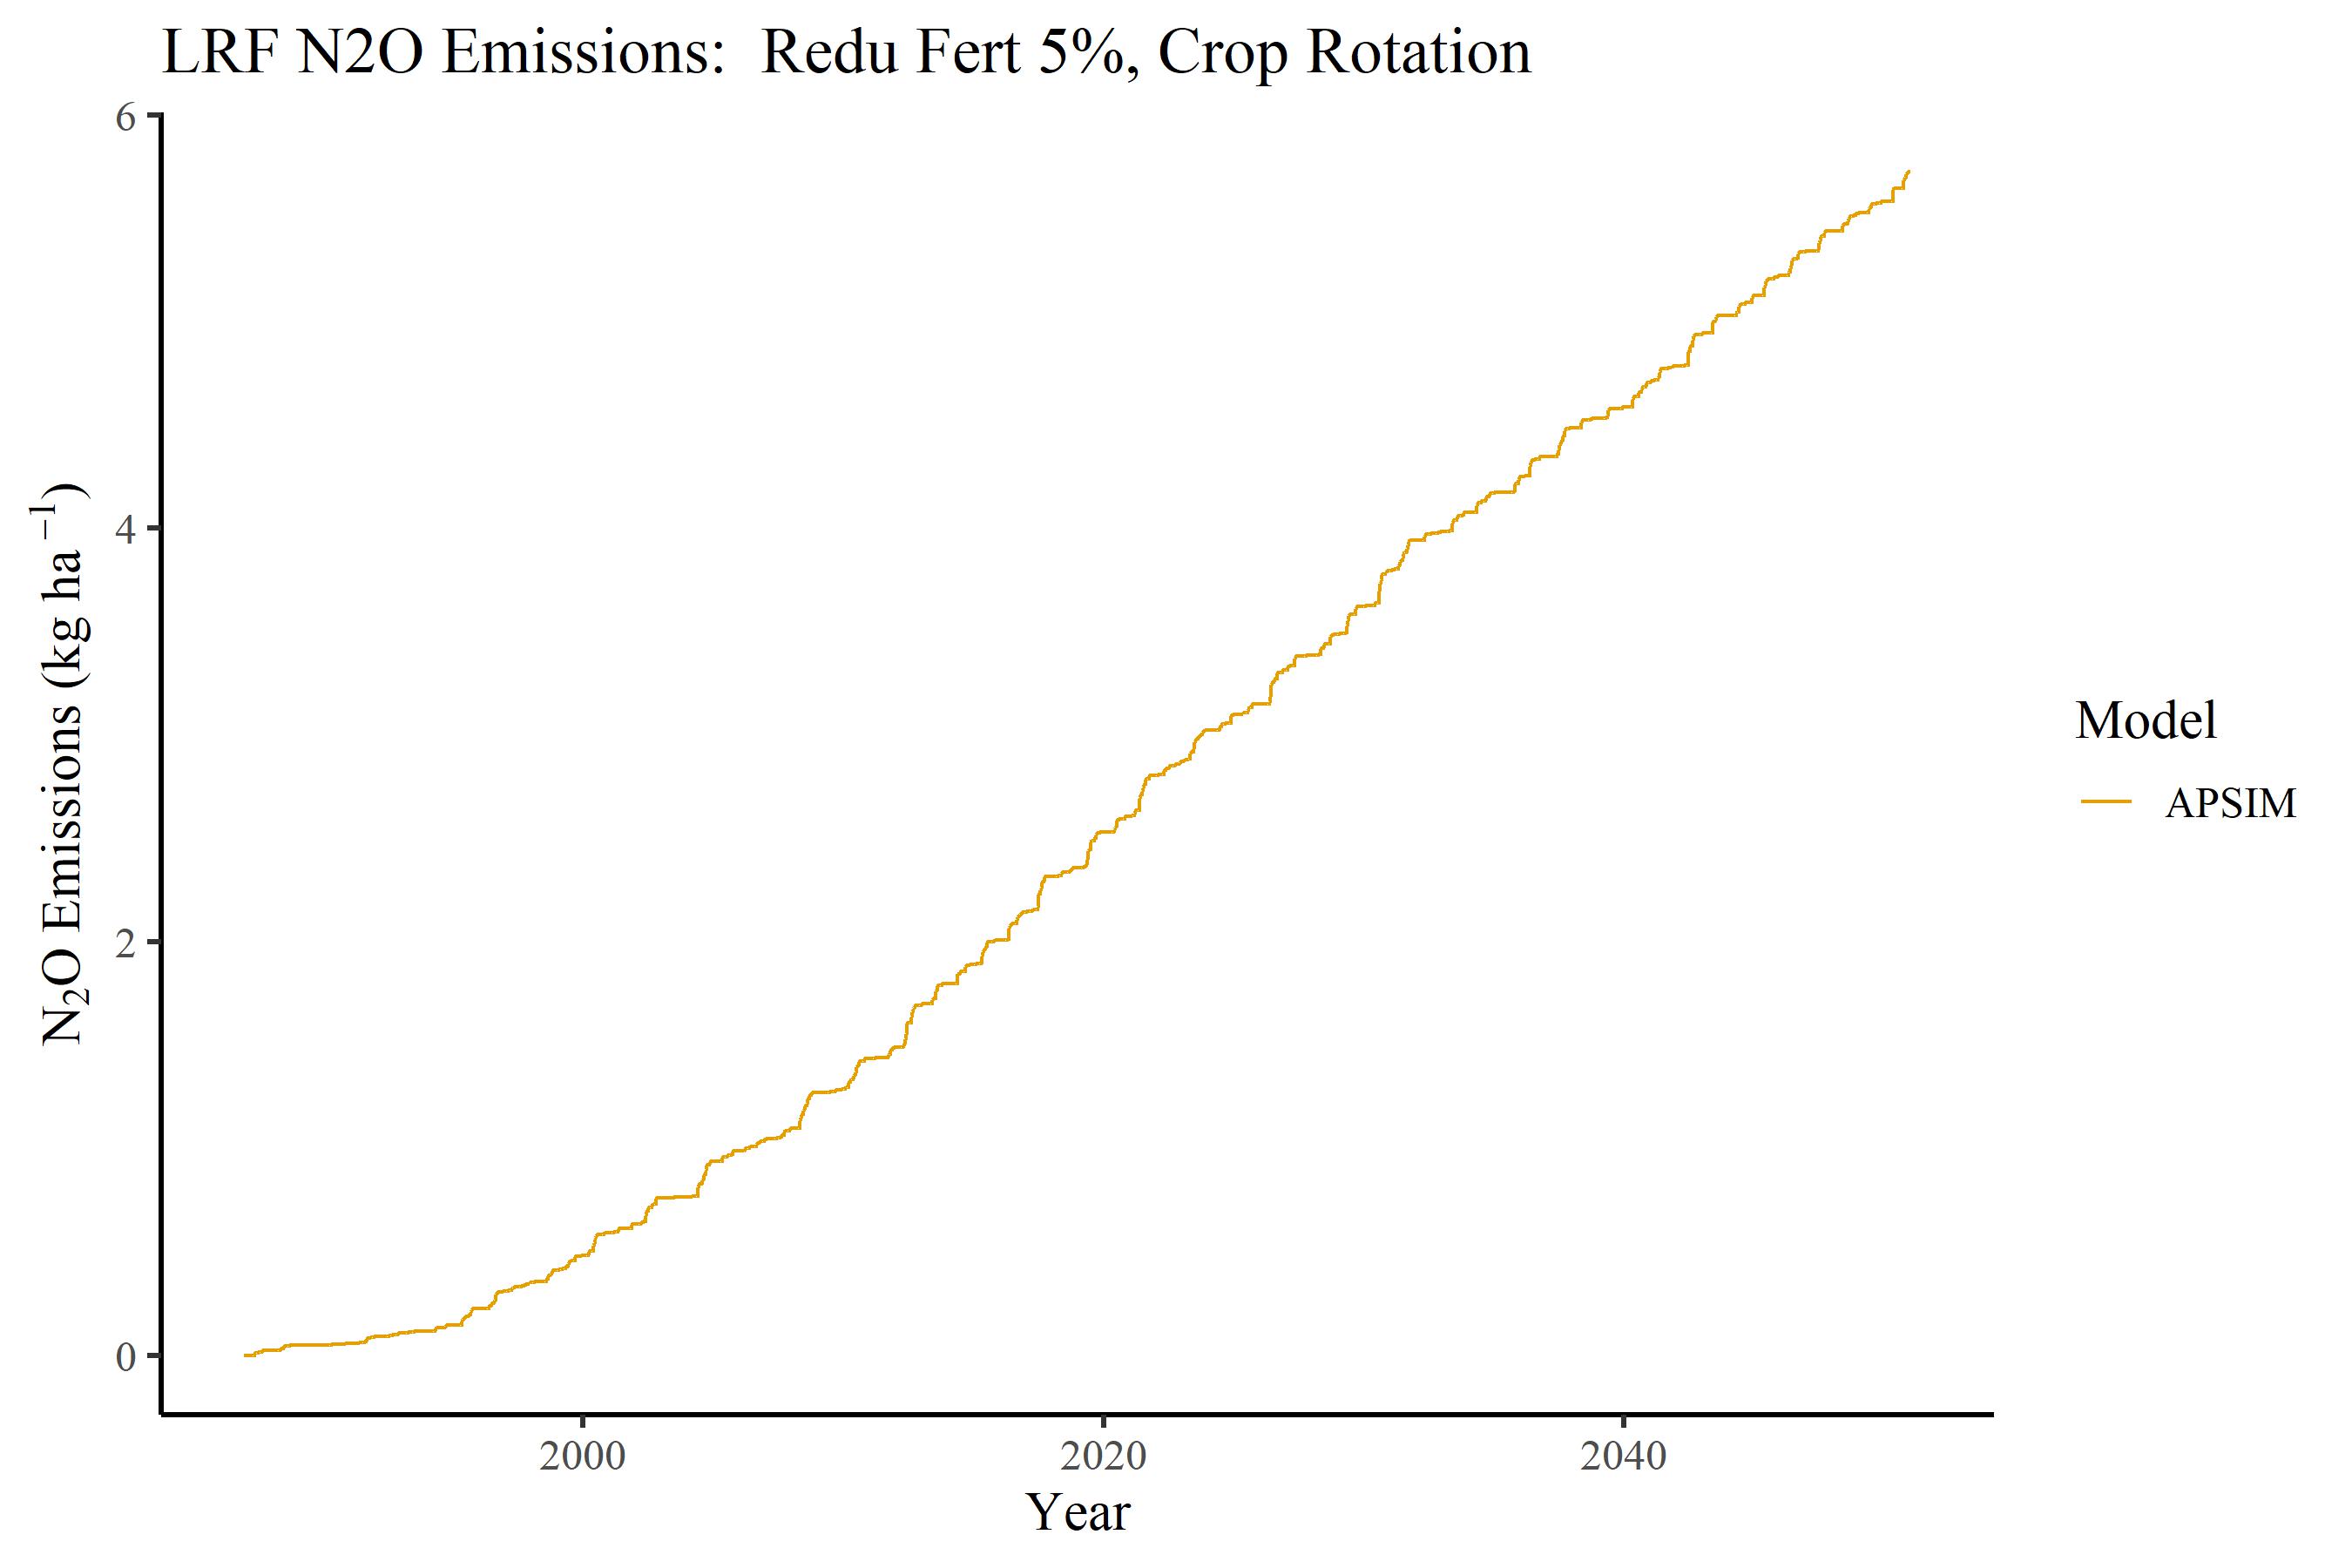 LRF N2O Emissions:  Redu Fert 5%, Crop Rotation
N₂O Emissions (kg ha ⁻¹)
6
4
2
0
2000 2020 2040
Year
Model
APSIM